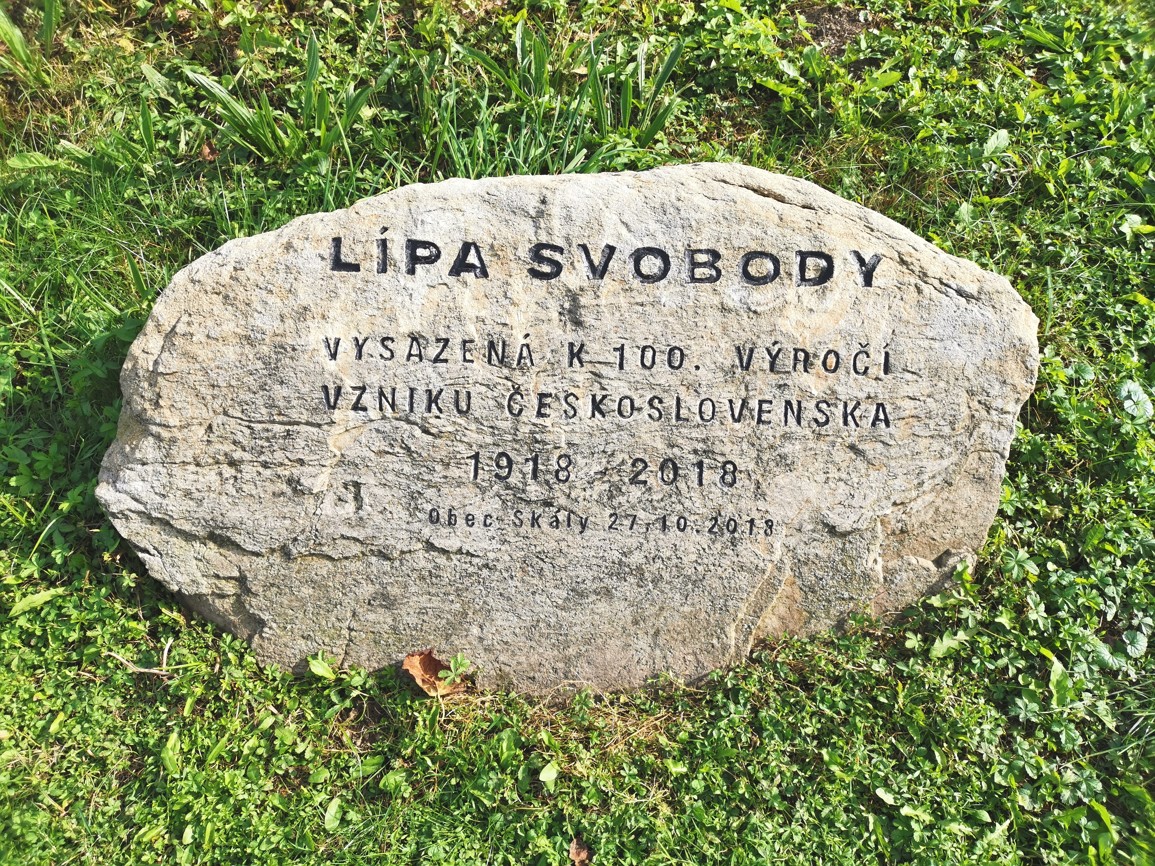 LÍPA SVOBODY
VYSAZENÁ K 100. VÝROČÍ
VZNIKU ČESKOSLOVENSKA
1918 - 2018
Obec Skály 27.10.2018